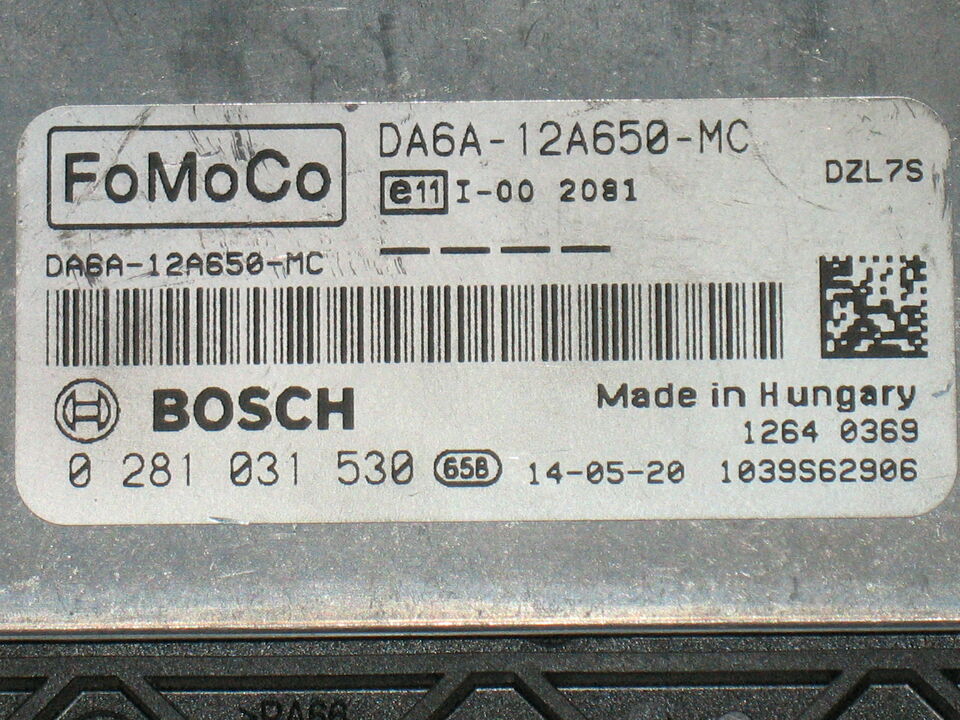 FoMoCo
DA6A-12A650-MC
e11 I-00 2081
DZL7S
DA6A-12A650-MC
BOSCH
Made in Hungary
1264 0369
0 281 031 530 658 14-05-20 1039S62906
>PA66